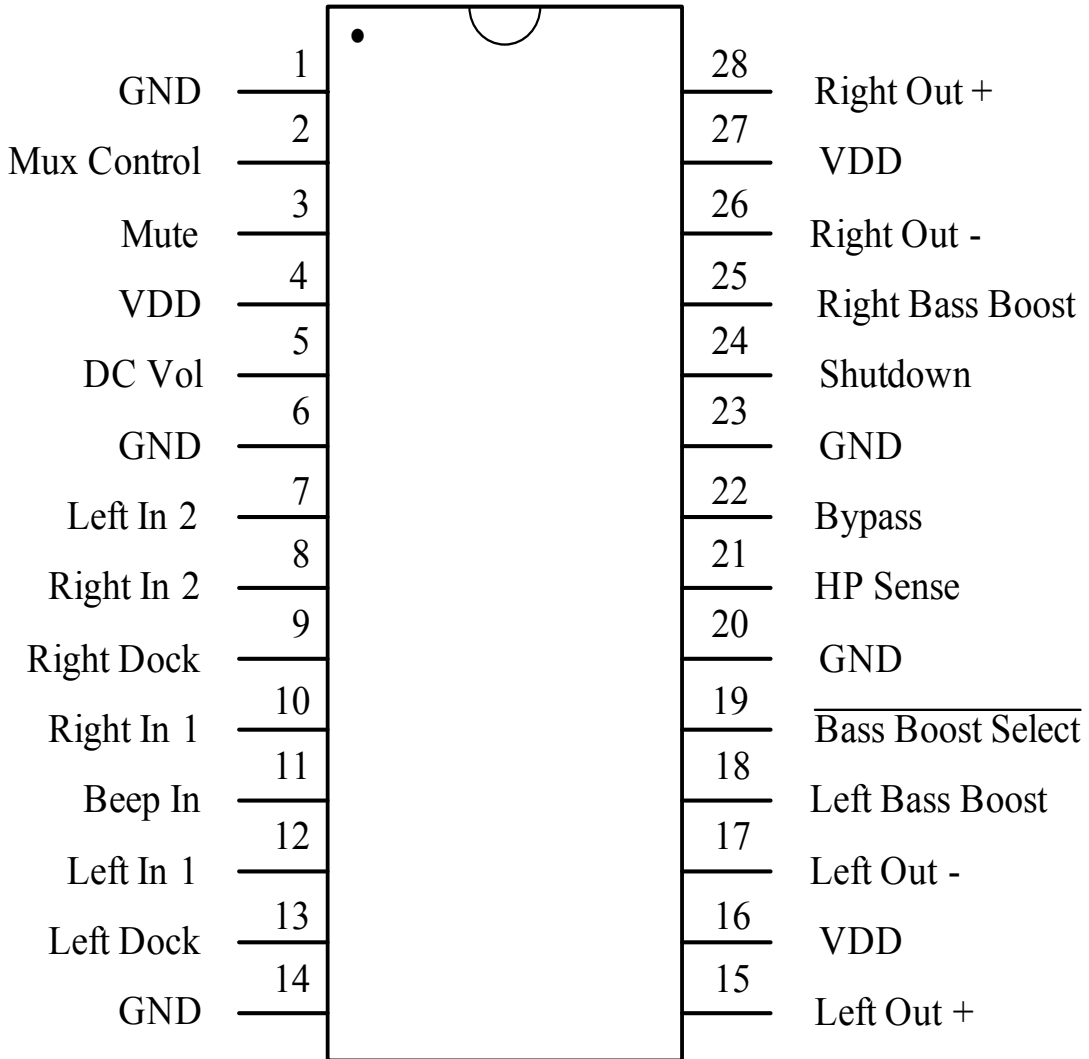 1
GND
2
Mux Control
3
Mute
4
VDD
5
DC Vol
6
GND
7
Left In 2
8
Right In 2
9
Right Dock
10
Right In 1
11
Beep In
12
Left In 1
13
Left Dock
14
GND
28
Right Out +
27
VDD
26
Right Out -
25
Right Bass Boost
24
Shutdown
23
GND
22
Bypass
21
HP Sense
20
GND
19
Bass Boost Select
18
Left Bass Boost
17
Left Out -
16
VDD
15
Left Out +